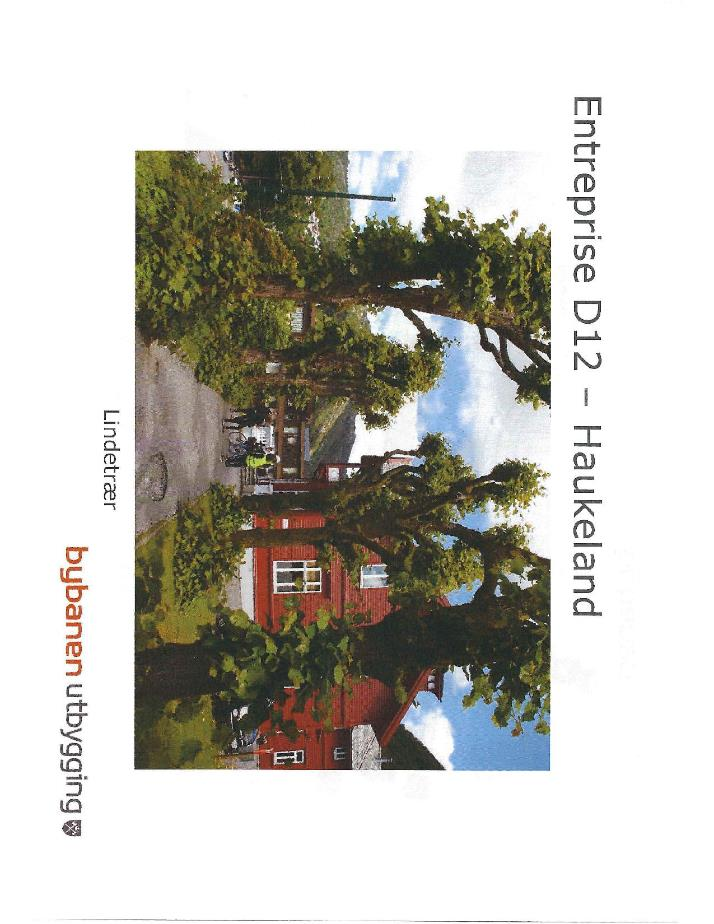 Entreprise D12 – Haukeland
Lindetrær
bybanen utbygging